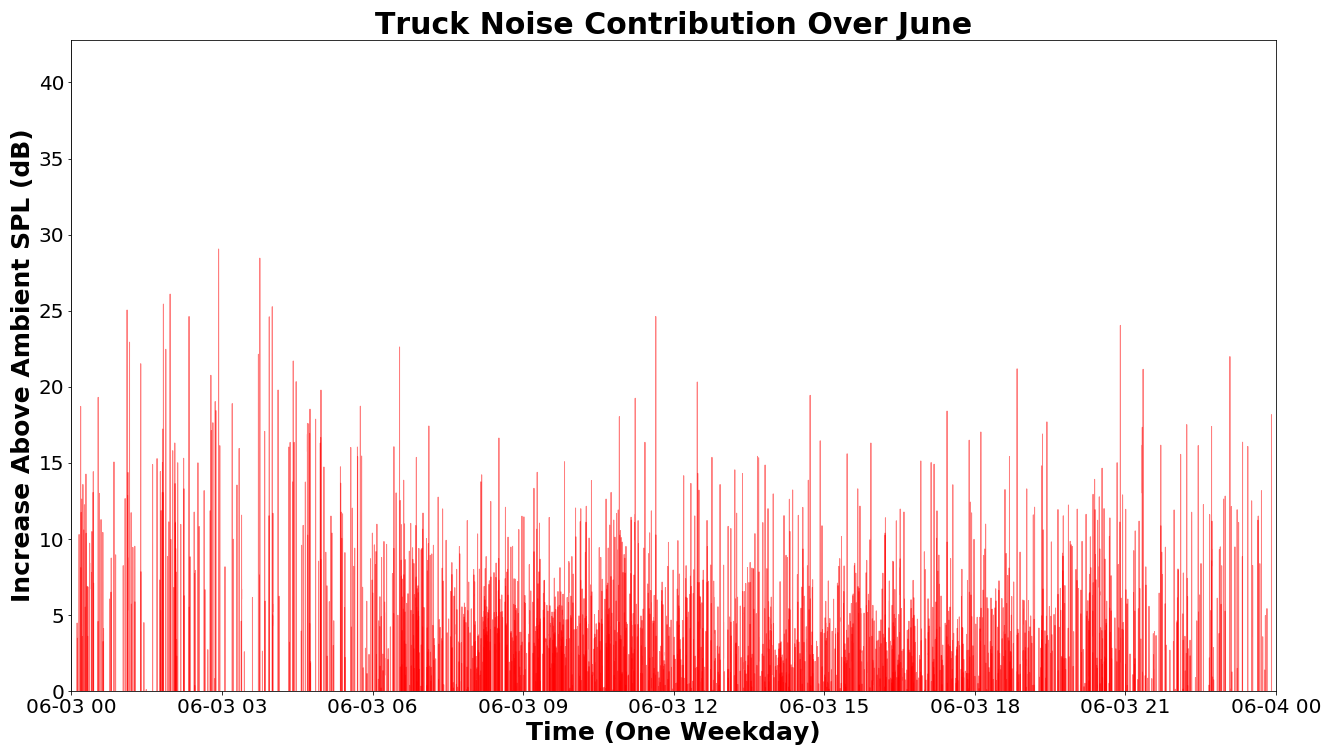 Truck Noise Contribution Over June
Increase Above Ambient SPL (dB)
40
35
30
25
20
15
10
5
0
06-03 00 06-03 03 06-03 06 06-03 09 06-03 12 06-03 15 06-03 18 06-03 21 06-04 00
Time (One Weekday)